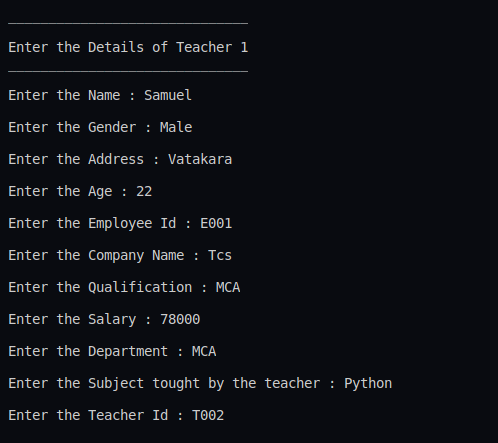 ______________________________
Enter the Details of Teacher 1
______________________________
Enter the Name : Samuel
Enter the Gender : Male
Enter the Address : Vatakara
Enter the Age : 22
Enter the Employee Id : E001
Enter the Company Name : Tcs
Enter the Qualification : MCA
Enter the Salary : 78000
Enter the Department : MCA
Enter the Subject tought by the teacher : Python
Enter the Teacher Id : T002